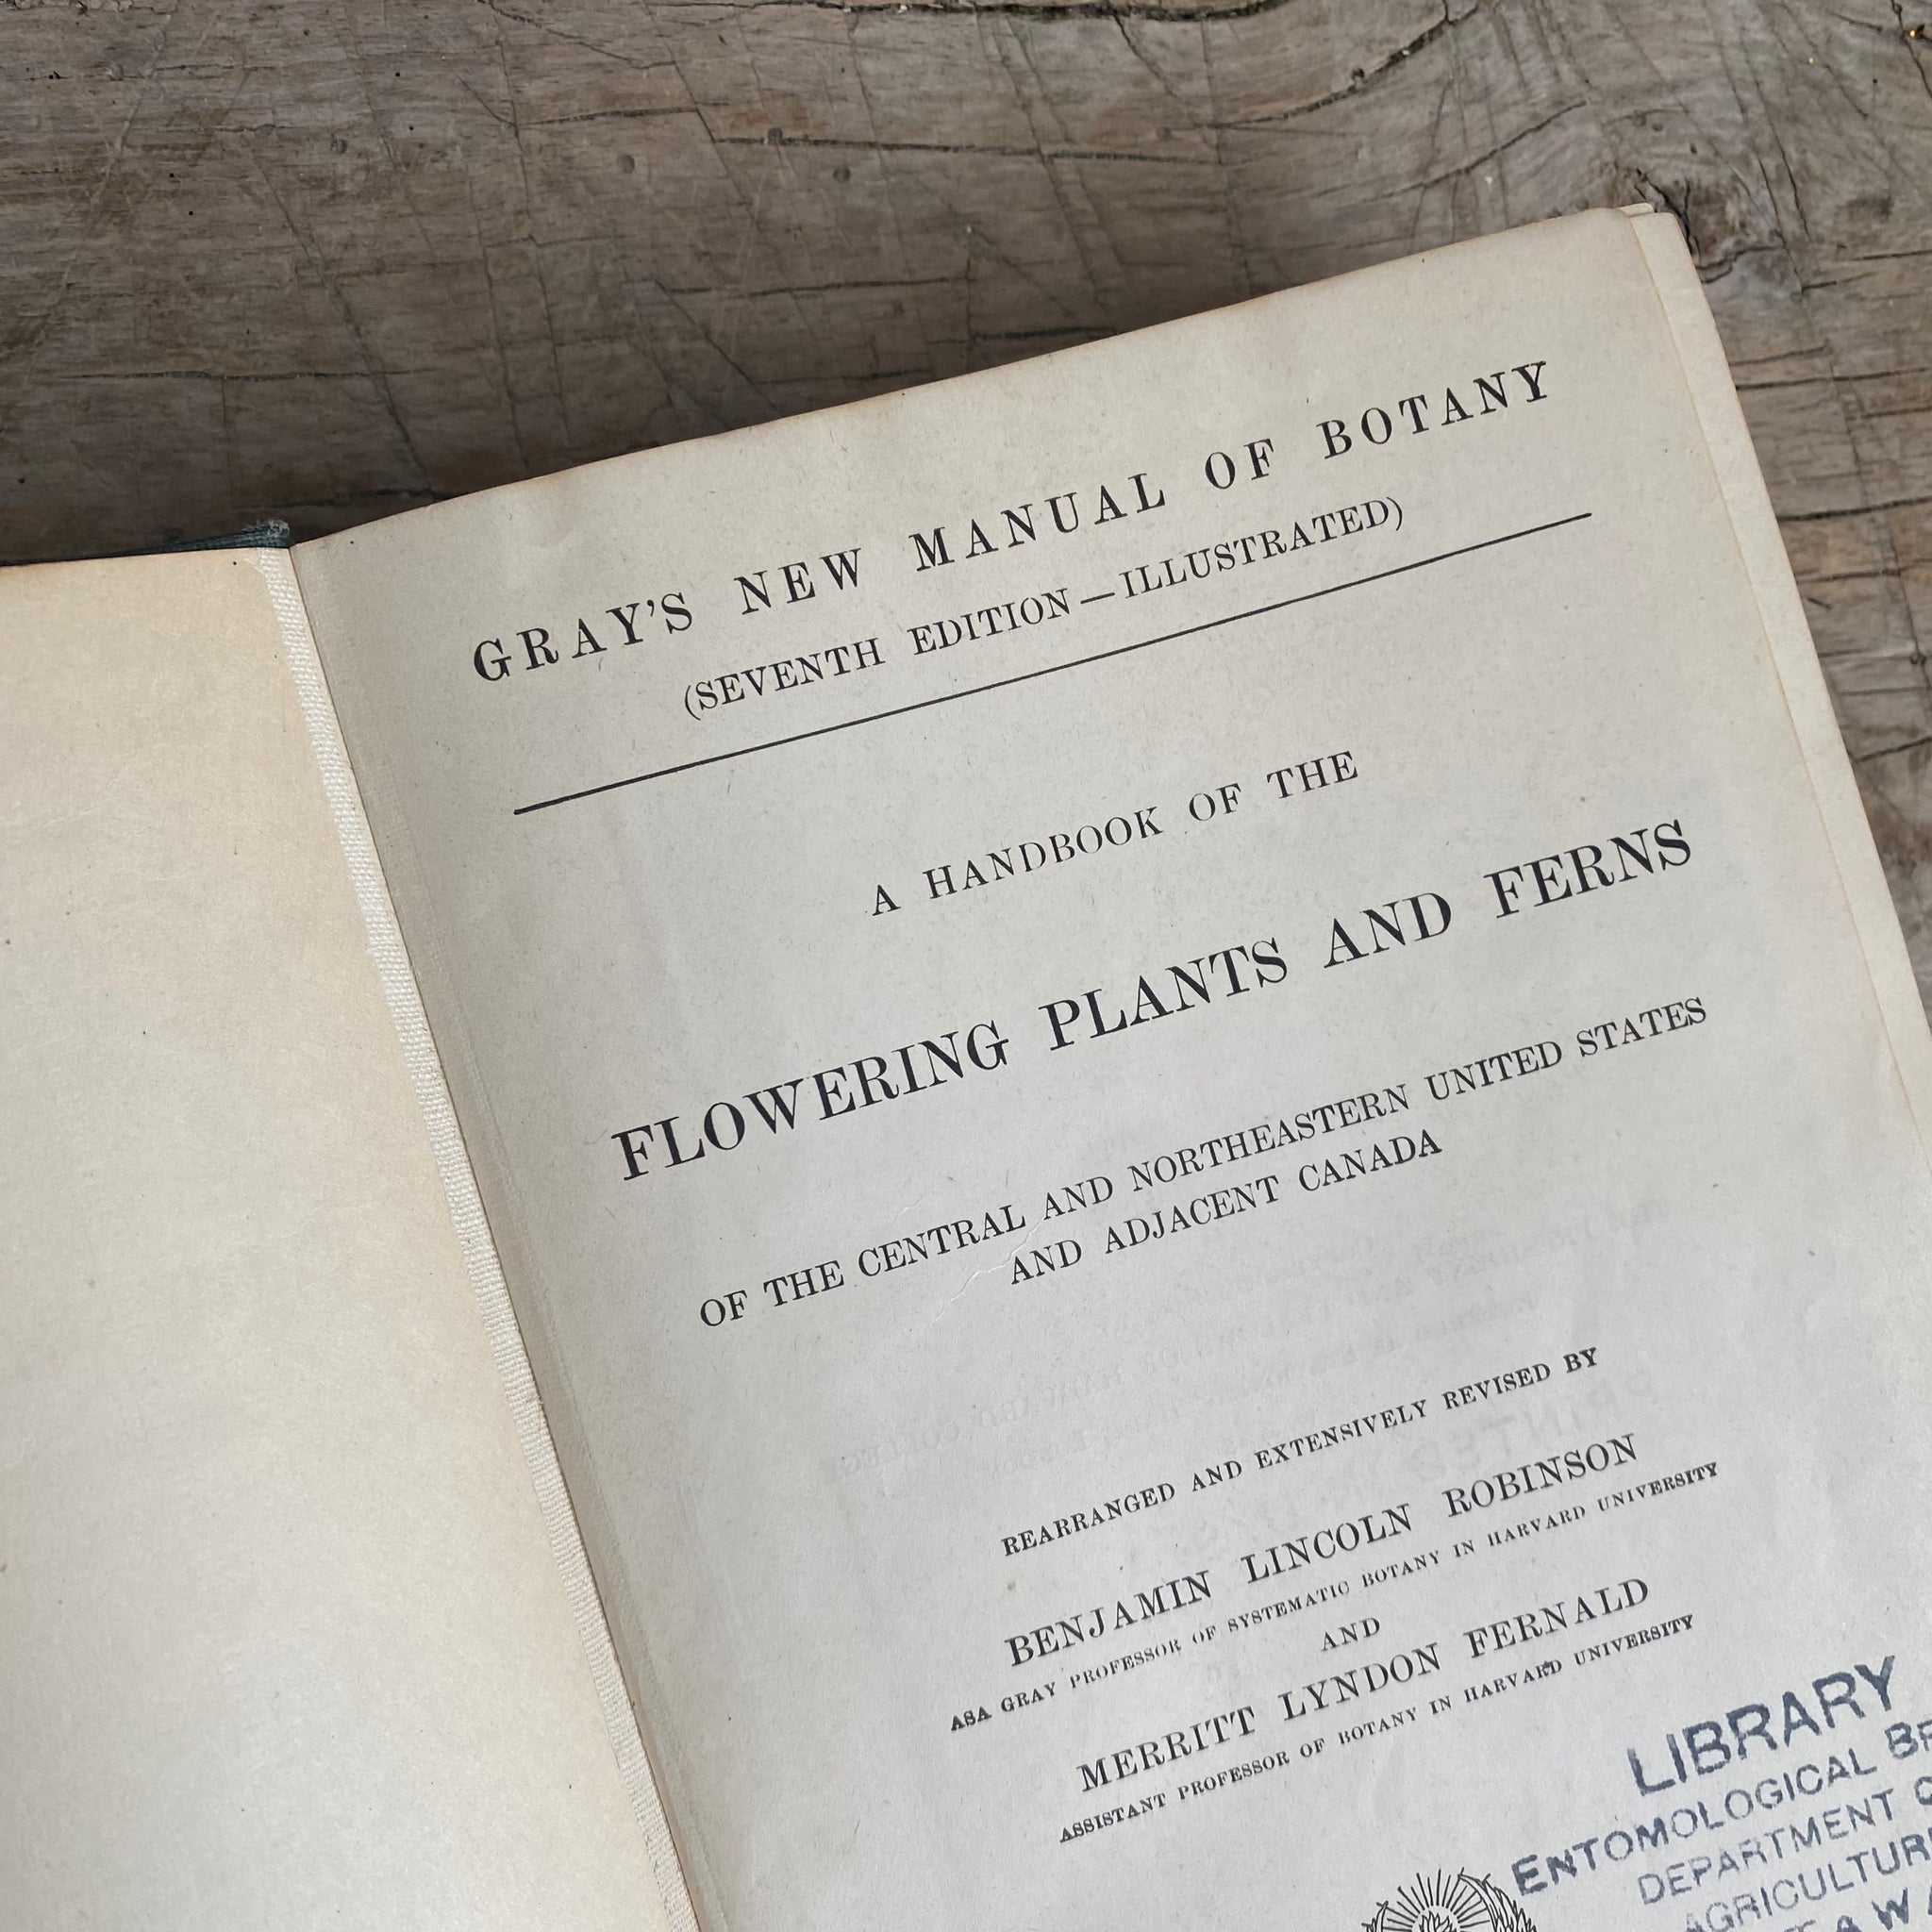 GRAY'S NEW MANUAL OF BOTANY
(SEVENTH EDITION—ILLUSTRATED)
A HANDBOOK OF THE
FLOWERING PLANTS AND FERNS
OF THE CENTRAL AND NORTHEASTERN UNITED STATES
AND ADJACENT CANADA
REARRANGED AND EXTENSIVELY REVISED BY
BENJAMIN LINCOLN ROBINSON
ASA GRAY PROFESSOR OF SYSTEMATIC BOTANY IN HARVARD UNIVERSITY
AND
MERRITT LYNDON FERNALD
ASSISTANT PROFESSOR OF BOTANY IN HARVARD UNIVERSITY
LIBRARY
ENTOMOLOGICAL
DEPARTMENT